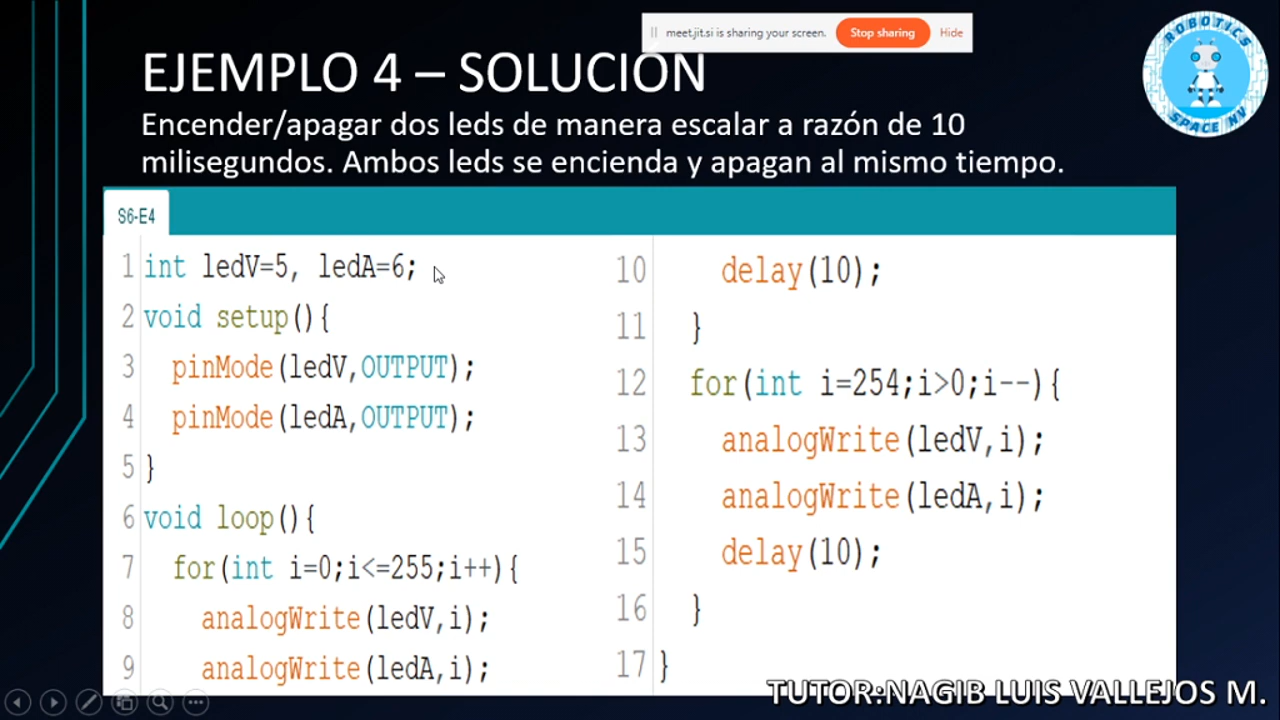 meet.jit.si is sharing your screen. Stop sharing Hide
ROBOTICS
SPACE NV
EJEMPLO 4 – SOLUCIÓN
Encender/apagar dos leds de manera escalar a razón de 10
milisegundos. Ambos leds se encienda y apagan al mismo tiempo.
S6-E4
1 int ledV=5, ledA=6;
2 void setup(){
3 pinMode(ledV,OUTPUT);
4 pinMode(ledA,OUTPUT);
5 }
6 void loop(){
7 for(int i=0;i<=255;i++){
8 analogWrite(ledV,i);
9 analogWrite(ledA,i);
10 delay(10);
11 }
12 for(int i=254;i>0;i--){
13 analogWrite(ledV,i);
14 analogWrite(ledA,i);
15 delay(10);
16 }
17 }
TUTOR:NAGIB LUIS VALLEJOS M.